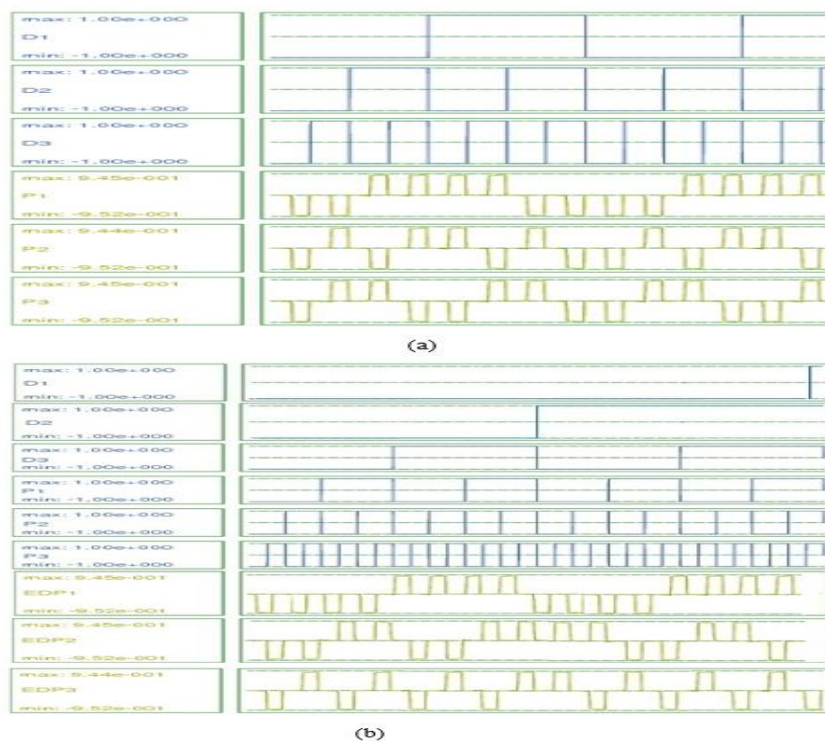 max: 1.00e+000
D1
min: -1.00e+000
max: 1.00e+000
D2
min: -1.00e+000
max: 1.00e+000
D3
min: -1.00e+000
max: 9.45e-001
P1
min: -9.52e-001
max: 9.44e-001
P2
min: -9.52e-001
max: 9.45e-001
P3
min: -9.52e-001
(a)
max: 1.00e+000
D1
min: -1.00e+000
max: 1.00e+000
D2
min: -1.00e+000
max: 1.00e+000
D3
min: -1.00e+000
max: 1.00e+000
P1
min: -1.00e+000
max: 1.00e+000
P2
min: -1.00e+000
max: 1.00e+000
P3
min: -1.00e+000
max: 9.45e-001
EDP1
min: -9.52e-001
max: 9.45e-001
EDP2
min: -9.52e-001
max: 9.44e-001
EDP3
min: -9.52e-001
(b)